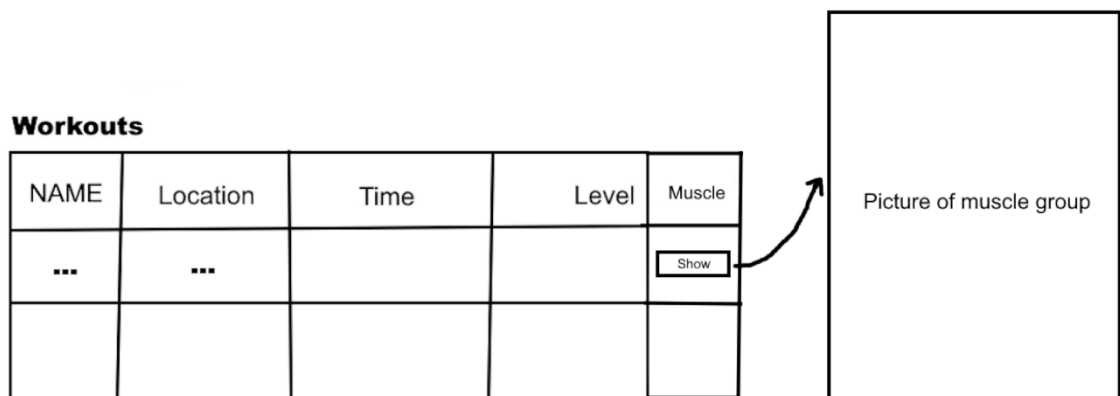 Workouts
NAME Location Time Level Muscle
... ... Show
Picture of muscle group